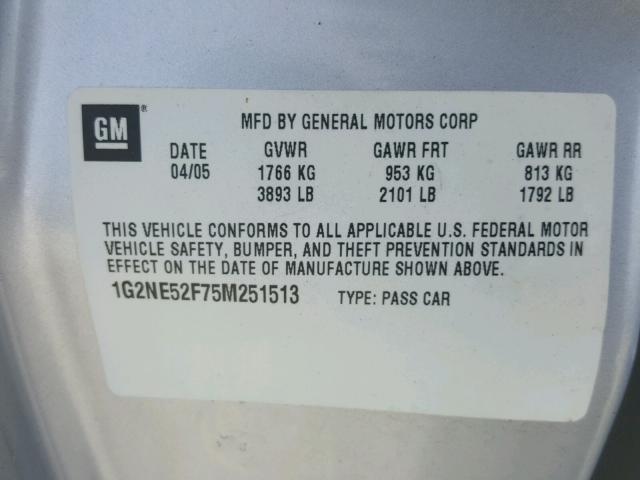 GM®
MFD BY GENERAL MOTORS CORP
DATE GVWR GAWR FRT GAWR RR
04/05 1766 KG 953 KG 813 KG
3893 LB 2101 LB 1792 LB
THIS VEHICLE CONFORMS TO ALL APPLICABLE U.S. FEDERAL MOTOR
VEHICLE SAFETY, BUMPER, AND THEFT PREVENTION STANDARDS IN
EFFECT ON THE DATE OF MANUFACTURE SHOWN ABOVE.
1G2NE52F75M251513 TYPE: PASS CAR